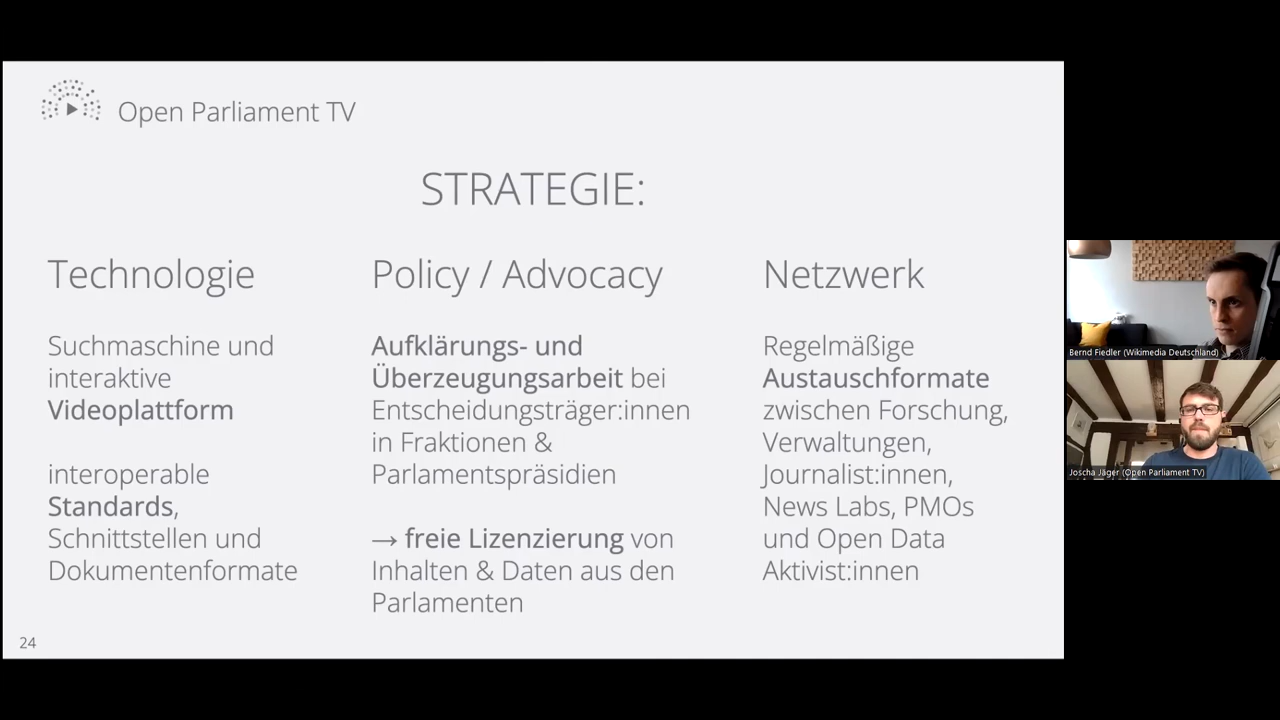 Open Parliament TV
STRATEGIE:
Technologie
Suchmaschine und
interaktive
Videoplattform
interoperable
Standards,
Schnittstellen und
Dokumentenformate
Policy / Advocacy
Aufklärungs- und
Überzeugungsarbeit bei
Entscheidungsträger:innen
in Fraktionen &
Parlamentspräsidien
→ freie Lizenzierung von
Inhalten & Daten aus den
Parlamenten
Netzwerk
Regelmäßige
Austauschformate
zwischen Forschung,
Verwaltungen,
Journalist:innen,
News Labs, PMOs
und Open Data
Aktivist:innen
24
Bernd Fiedler (Wikimedia Deutschland)
Joscha Jäger (Open Parliament TV)